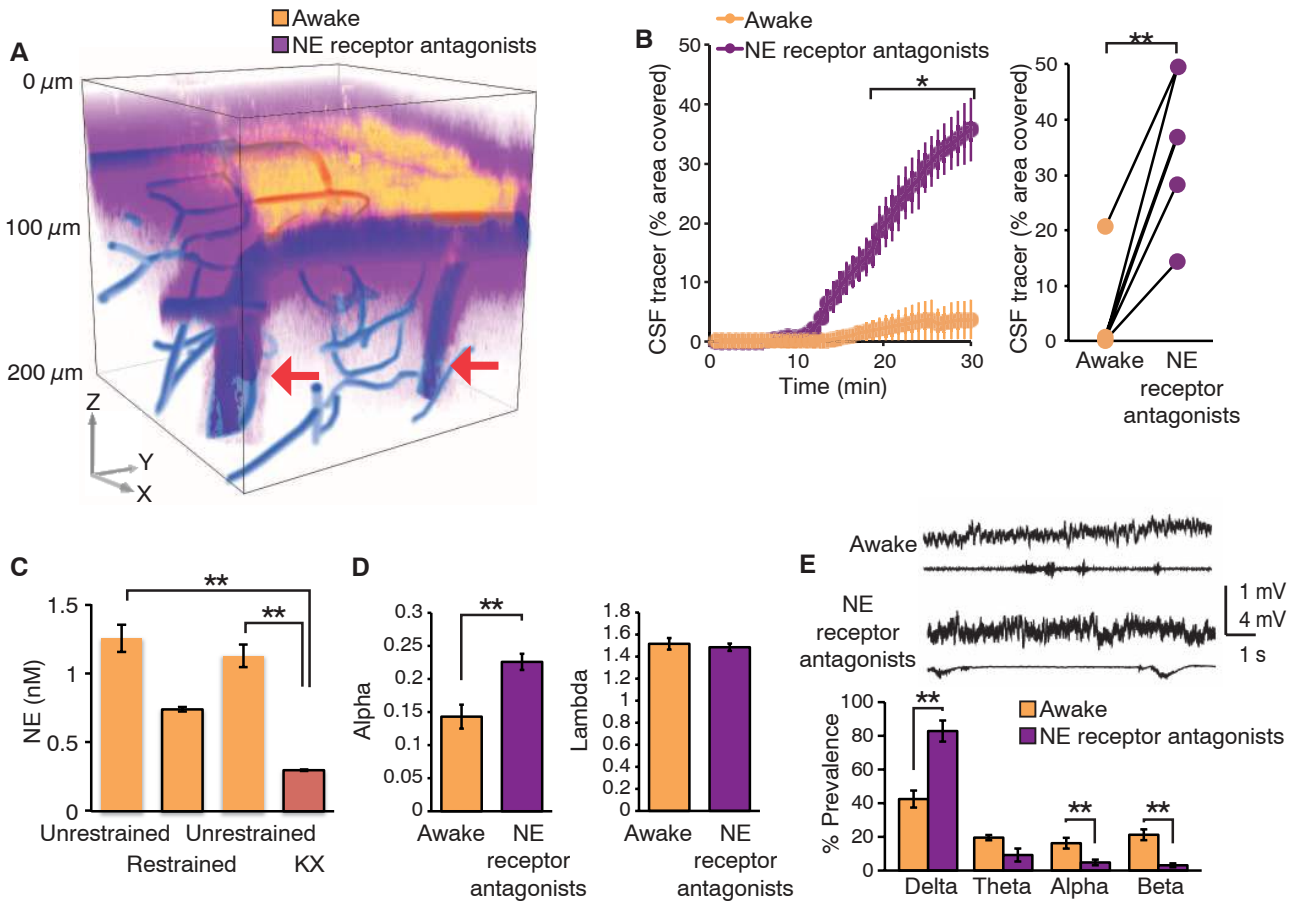 A
Awake
NE receptor antagonists
0 µm
100 µm
200 µm
Z
Y
X
B
Awake
NE receptor antagonists
CSF tracer (% area covered)
50
40
30
20
10
0
*
0
10
20
30
Time (min)
CSF tracer (% area covered)
50
40
30
20
10
0
**
Awake
NE
receptor
antagonists
C
NE (nM)
1.5
1
0.5
0
**
**
Unrestrained
Restrained
Unrestrained
KX
D
Alpha
0.3
0.25
0.2
0.15
0.1
0.05
0
**
Awake
NE
receptor
antagonists
Lambda
1.8
1.6
1.4
1.2
1
0.8
0.6
0.4
0.2
0
Awake
NE
receptor
antagonists
E
Awake
NE
receptor
antagonists
1 mV
4 mV
1 s
% Prevalence
100
80
60
40
20
0
Awake
NE receptor antagonists
**
**
**
Delta
Theta
Alpha
Beta